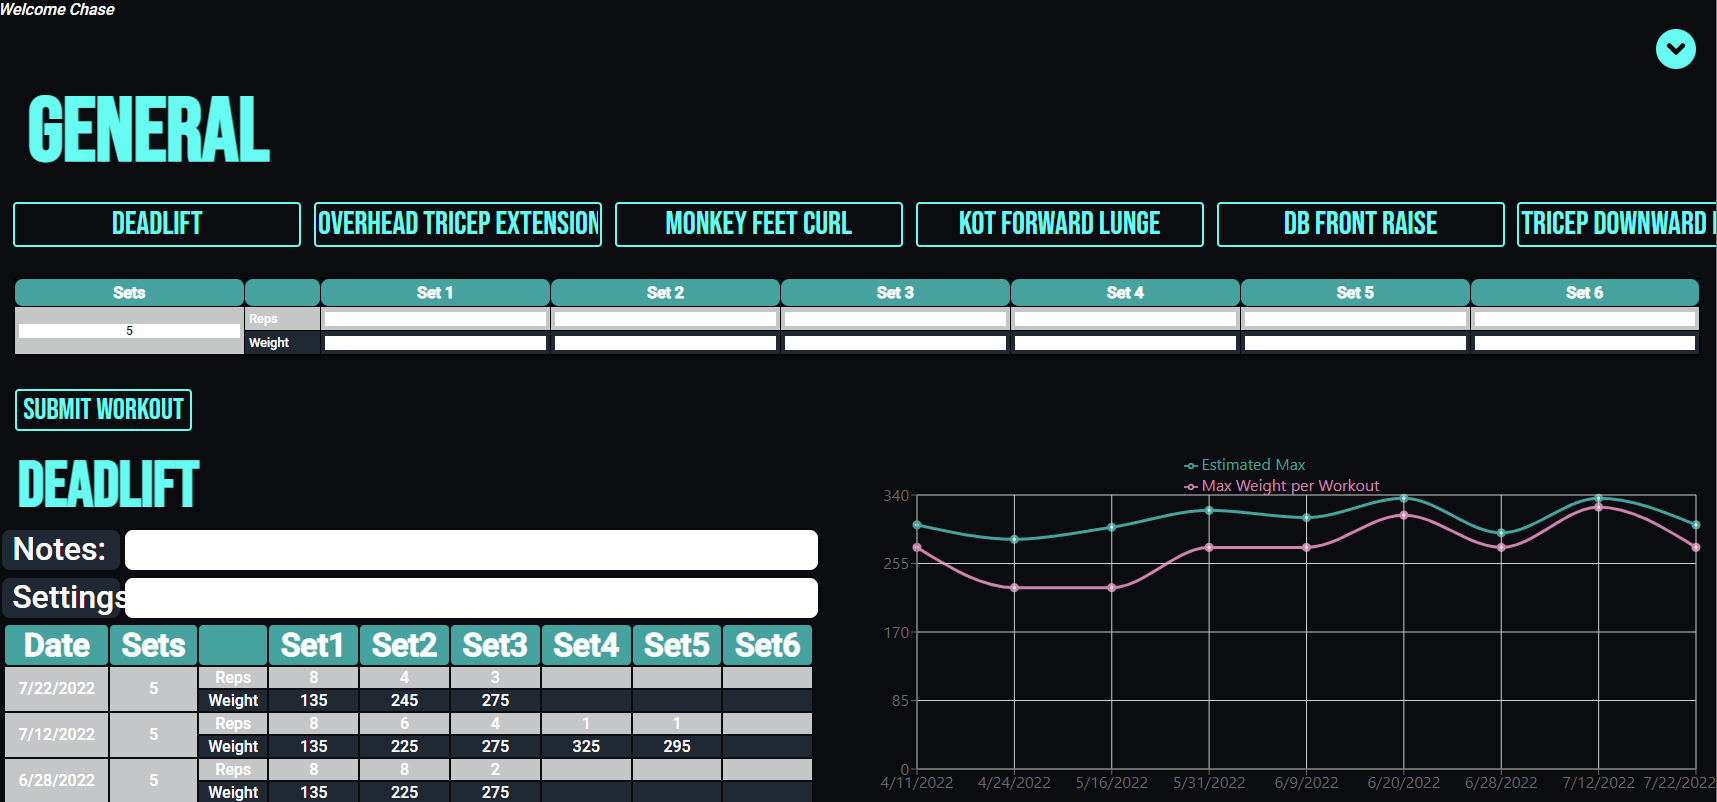 Welcome Chase
GENERAL
DEADLIFT OVERHEAD TRICEP EXTENSION MONKEY FEET CURL KOT FORWARD LUNGE DB FRONT RAISE TRICEP DOWNWARD
Sets Set 1 Set 2 Set 3 Set 4 Set 5 Set 6
Reps
5
Weight
SUBMIT WORKOUT
DEADLIFT
Notes:
Settings
Date Sets Set1 Set2 Set3 Set4 Set5 Set6
7/22/2022 5 Reps 8 4 3
Weight 135 245 275
7/12/2022 5 Reps 8 6 4 1 1
Weight 135 225 275 325 295
6/28/2022 5 Reps 8 8 2
Weight 135 225 275
Estimated Max
Max Weight per Workout
340
255
170
85
0
4/11/2022 4/24/2022 5/16/2022 5/31/2022 6/9/2022 6/20/2022 6/28/2022 7/12/2022 7/22/2022